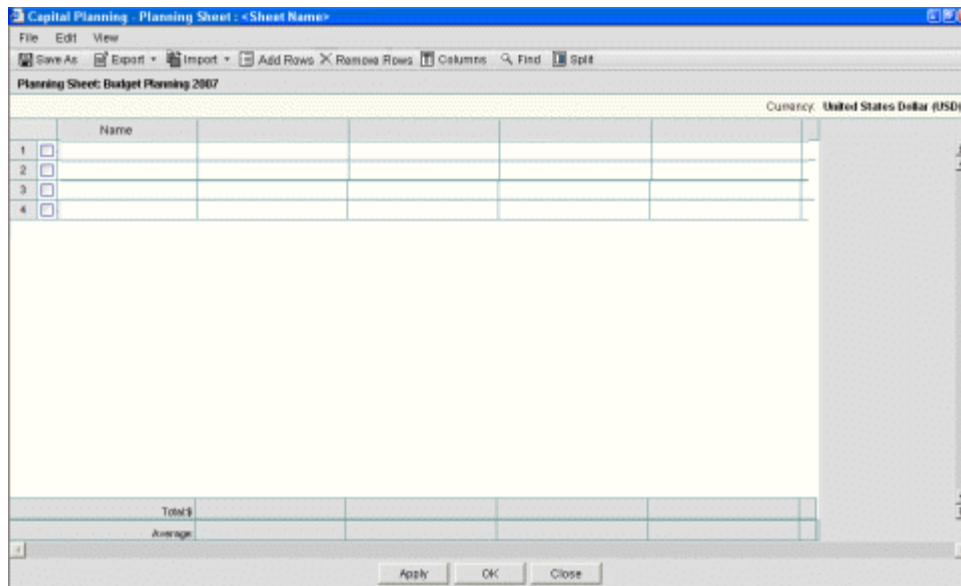 Capital Planning - Planning Sheet : <Sheet Name>
File Edit View
Save As Export Import Add Rows Remove Rows Columns Find Split
Planning Sheet: Budget Planning 2007
Currency: United States Dollar (USD)
Name
1
2
3
4
Total:$
Average
Apply OK Close